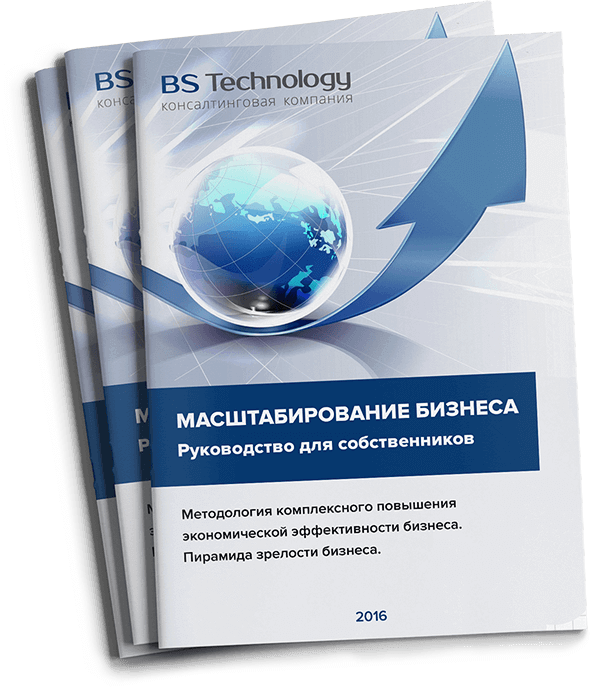 BS Technology
консалтинговая компания
МАСШТАБИРОВАНИЕ БИЗНЕСА
Руководство для собственников
Методология комплексного повышения
экономической эффективности бизнеса.
Пирамида зрелости бизнеса.
2016